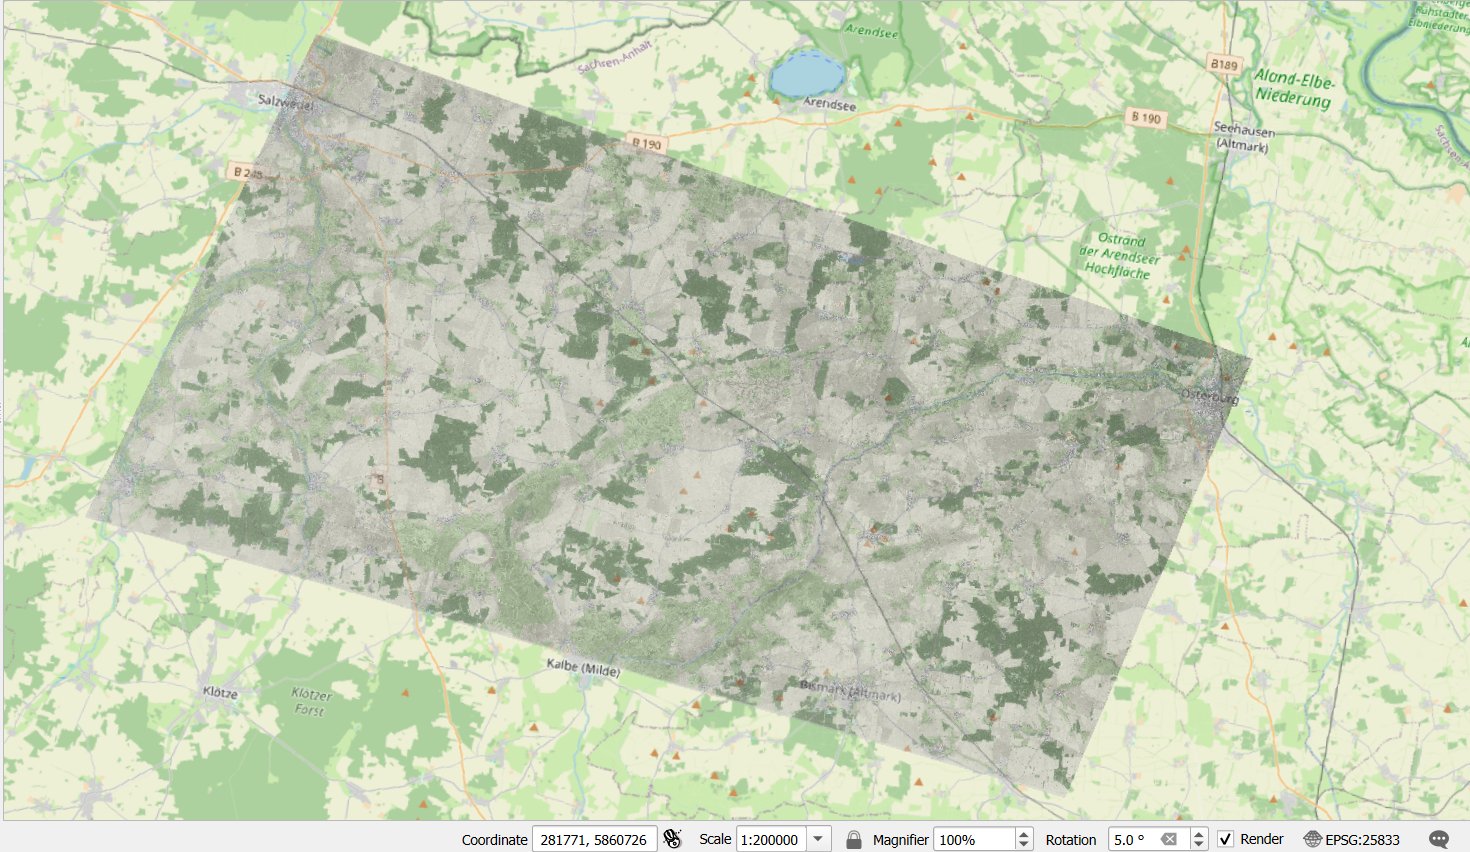 Arendsee
Sachsen-Anhalt
Arendsee
B189
Aland-Elbe-
Niederung
B 190
Seehausen
(Altmark)
Salzwedel
B 190
B 248
Ostrand
der Arendseer
Hochfläche
Osterburg
Kalbe (Milde)
Bismark (Altmark)
Klötze
Klötzer
Forst
Coordinate 281771, 5860726 Scale 1:200000 Magnifier 100% Rotation 5.0 ° Render EPSG:25833